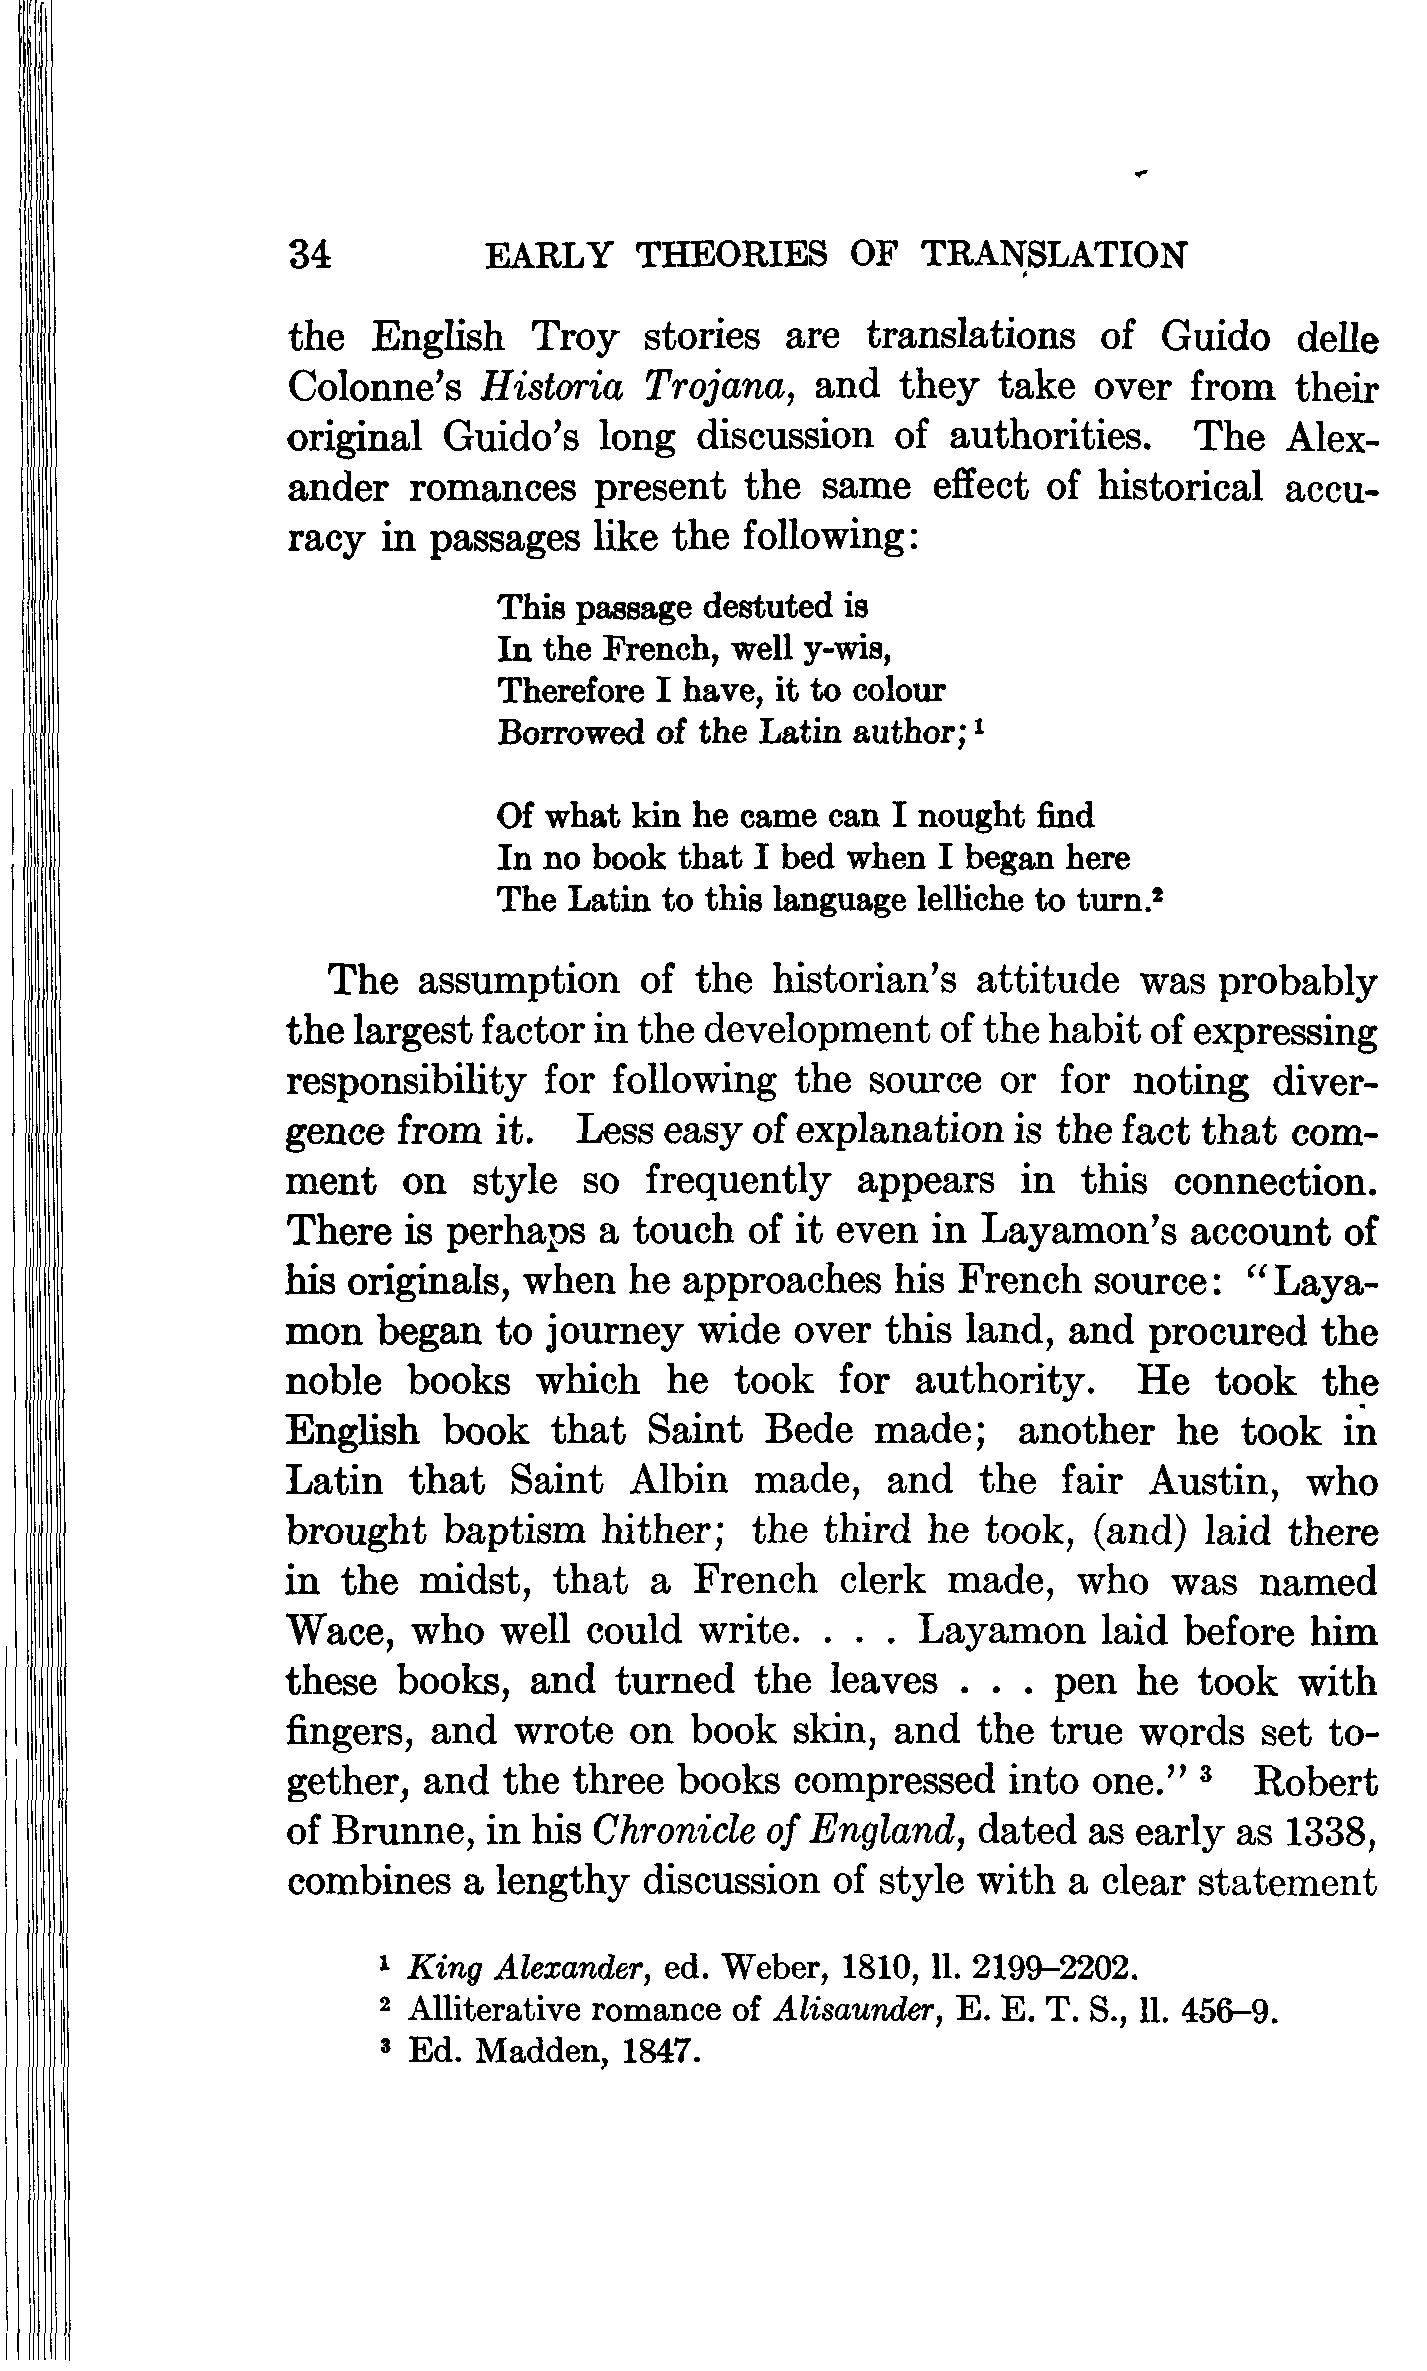 34 EARLY THEORIES OF TRANSLATION
the English Troy stories are translations of Guido delle
Colonne's Historia Trojana, and they take over from their
original Guido's long discussion of authorities. The Alex-
ander romances present the same effect of historical accu-
racy in passages like the following:
This passage destuted is
In the French, well y-wis,
Therefore I have, it to colour
Borrowed of the Latin author;¹
Of what kin he came can I nought find
In no book that I bed when I began here
The Latin to this language lelliche to turn.²
The assumption of the historian's attitude was probably
the largest factor in the development of the habit of expressing
responsibility for following the source or for noting diver-
gence from it. Less easy of explanation is the fact that com-
ment on style so frequently appears in this connection.
There is perhaps a touch of it even in Layamon's account of
his originals, when he approaches his French source: "Laya-
mon began to journey wide over this land, and procured the
noble books which he took for authority. He took the
English book that Saint Bede made; another he took in
Latin that Saint Albin made, and the fair Austin, who
brought baptism hither; the third he took, (and) laid there
in the midst, that a French clerk made, who was named
Wace, who well could write. . . . Layamon laid before him
these books, and turned the leaves . . . pen he took with
fingers, and wrote on book skin, and the true words set to-
gether, and the three books compressed into one." ³ Robert
of Brunne, in his Chronicle of England, dated as early as 1338,
combines a lengthy discussion of style with a clear statement
¹ King Alexander, ed. Weber, 1810, ll. 2199–2202.
² Alliterative romance of Alisaunder, E. E. T. S., ll. 456–9.
³ Ed. Madden, 1847.